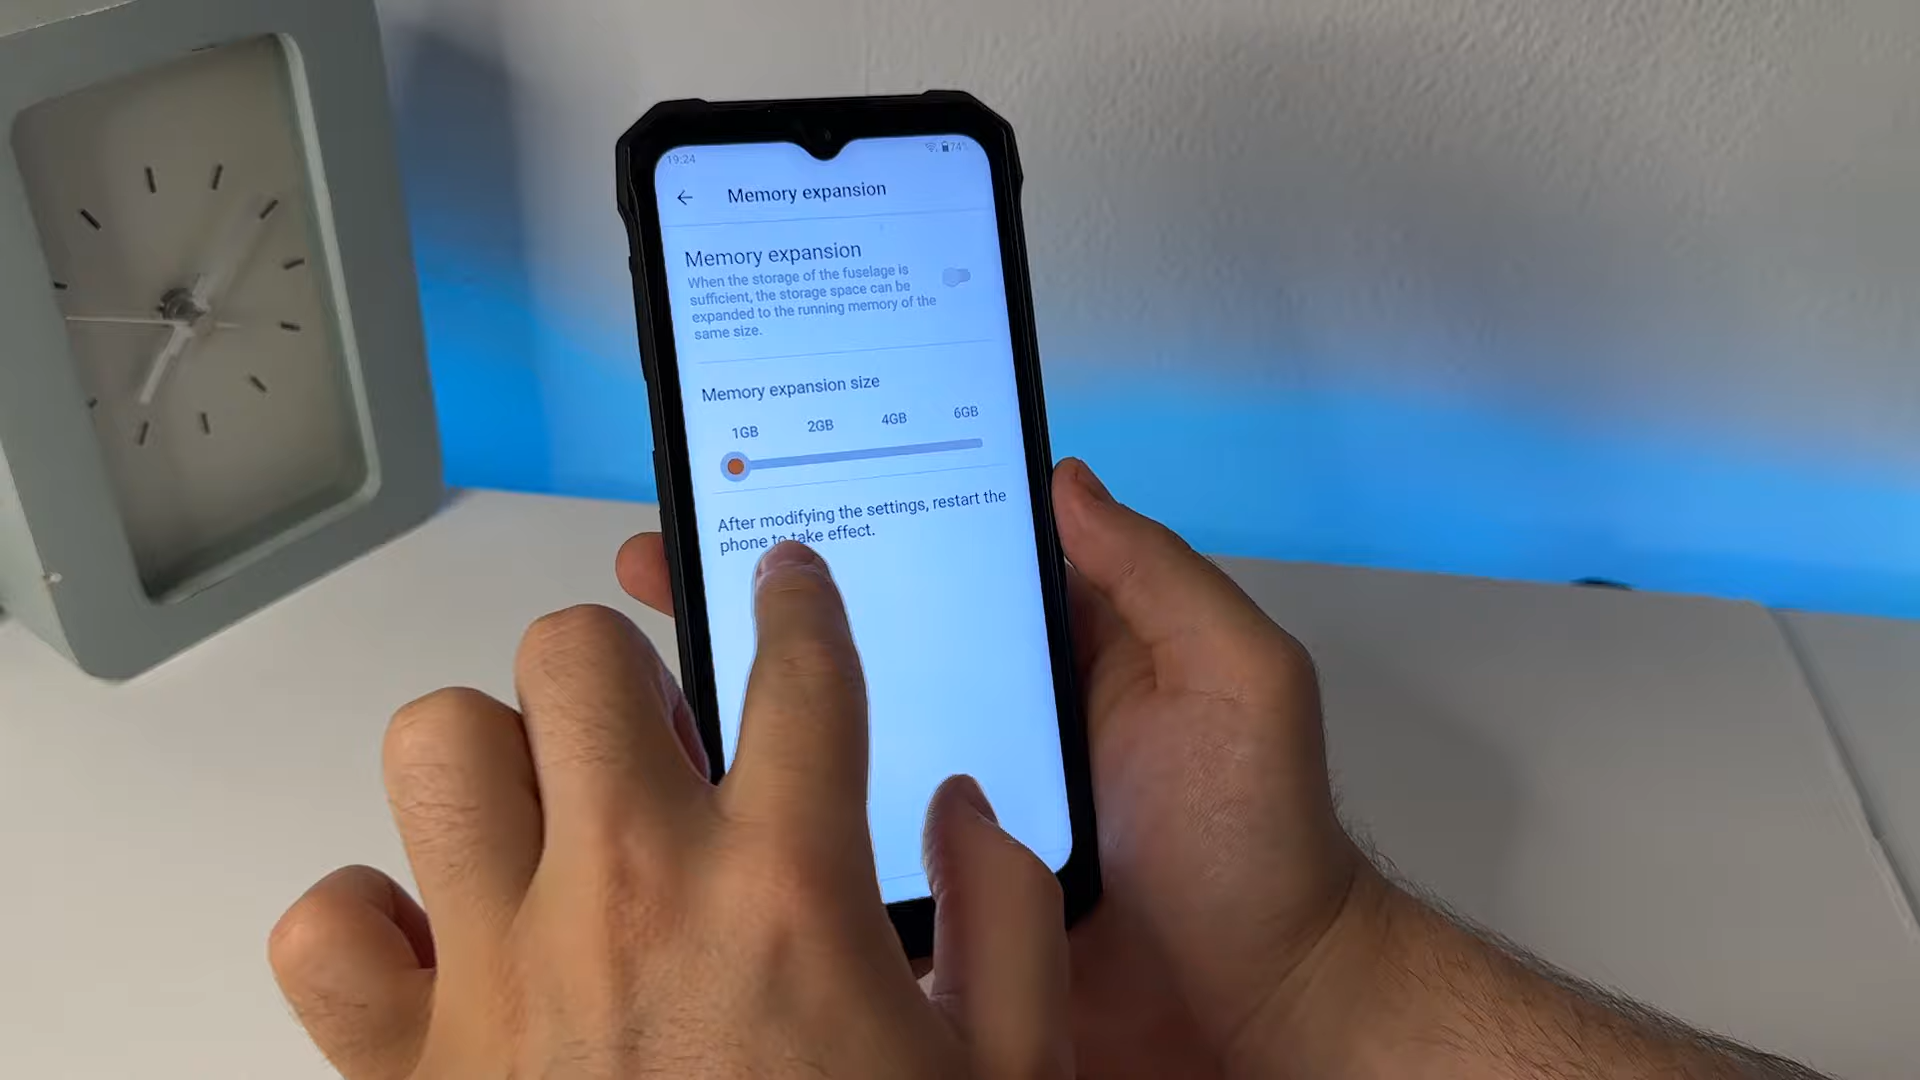 19:24
74%
Memory expansion
Memory expansion
When the storage of the fuselage is
sufficient, the storage space can be
expanded to the running memory of the
same size.
Memory expansion size
1GB 2GB 4GB 6GB
After modifying the settings, restart the
phone to take effect.